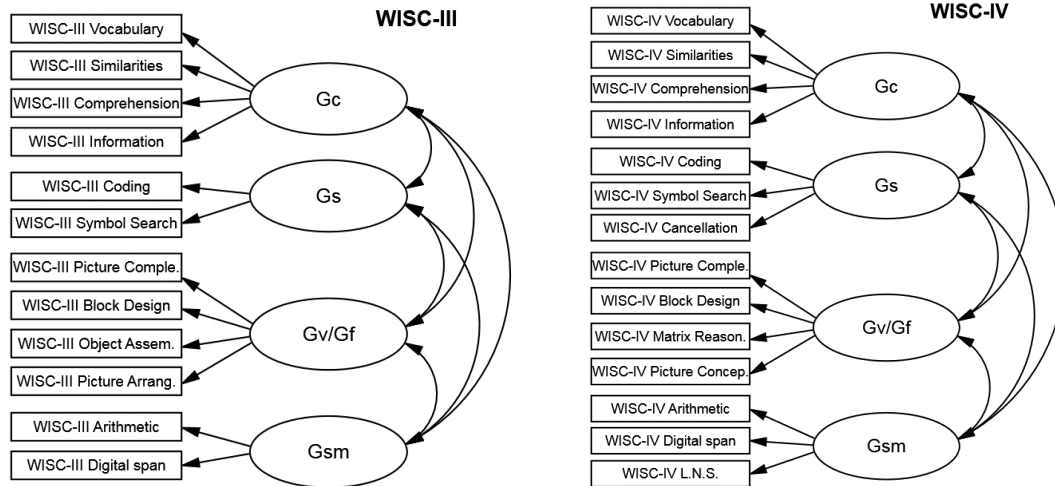 WISC-III
WISC-III Vocabulary
WISC-III Similarities
WISC-III Comprehension
WISC-III Information
Gc
WISC-III Coding
WISC-III Symbol Search
Gs
WISC-III Picture Comple.
WISC-III Block Design
WISC-III Object Assem.
WISC-III Picture Arrang.
Gv/Gf
WISC-III Arithmetic
WISC-III Digital span
Gsm
WISC-IV
WISC-IV Vocabulary
WISC-IV Similarities
WISC-IV Comprehension
WISC-IV Information
Gc
WISC-IV Coding
WISC-IV Symbol Search
WISC-IV Cancellation
Gs
WISC-IV Picture Comple.
WISC-IV Block Design
WISC-IV Matrix Reason.
WISC-IV Picture Concep.
Gv/Gf
WISC-IV Arithmetic
WISC-IV Digital span
WISC-IV L.N.S.
Gsm